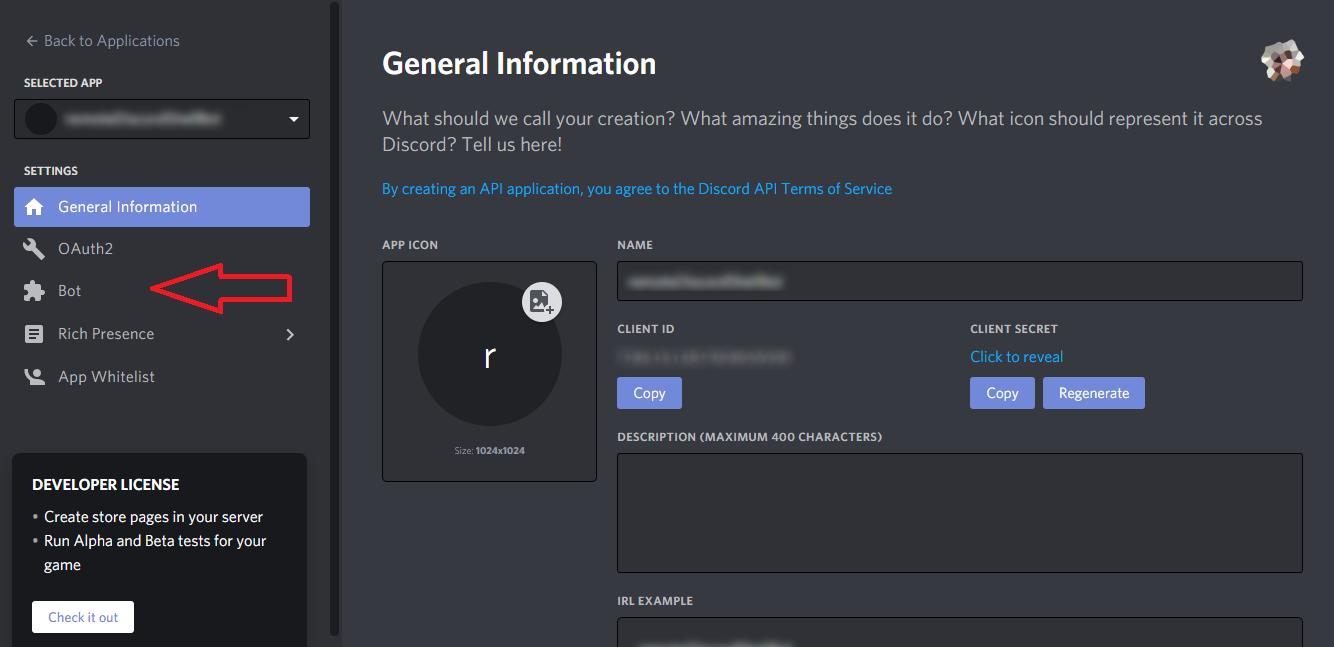 Back to Applications
SELECTED APP
SETTINGS
General Information
OAuth2
Bot
Rich Presence
App Whitelist
DEVELOPER LICENSE
• Create store pages in your server
• Run Alpha and Beta tests for your
game
Check it out
General Information
What should we call your creation? What amazing things does it do? What icon should represent it across
Discord? Tell us here!
By creating an API application, you agree to the Discord API Terms of Service
APP ICON
r
Size: 1024x1024
NAME
CLIENT ID
Copy
CLIENT SECRET
Click to reveal
Copy
Regenerate
DESCRIPTION (MAXIMUM 400 CHARACTERS)
IRL EXAMPLE